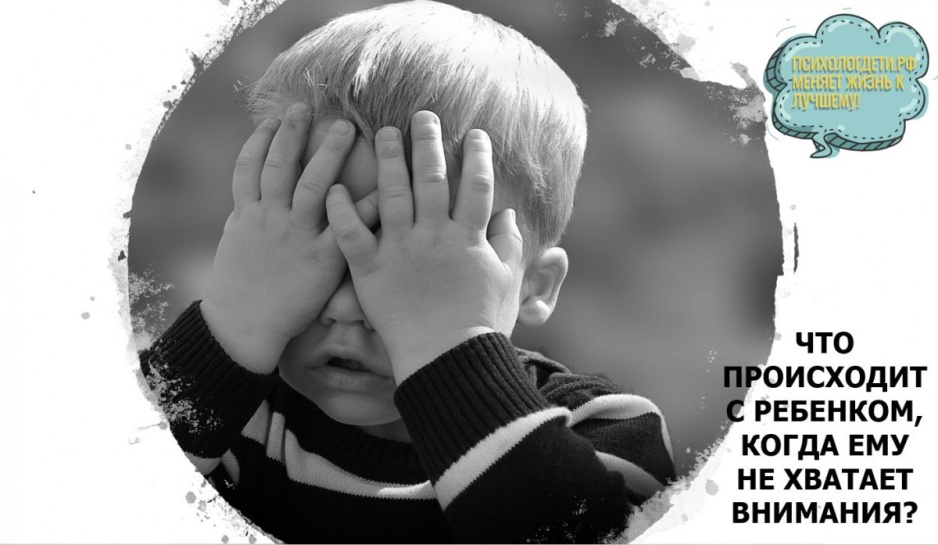 ПСИХОЛОГДЕТИ.РФ
МЕНЯЕТ ЖИЗНЬ К
ЛУЧШЕМУ!
ЧТО
ПРОИСХОДИТ
С РЕБЕНКОМ,
КОГДА ЕМУ
НЕ ХВАТАЕТ
ВНИМАНИЯ?